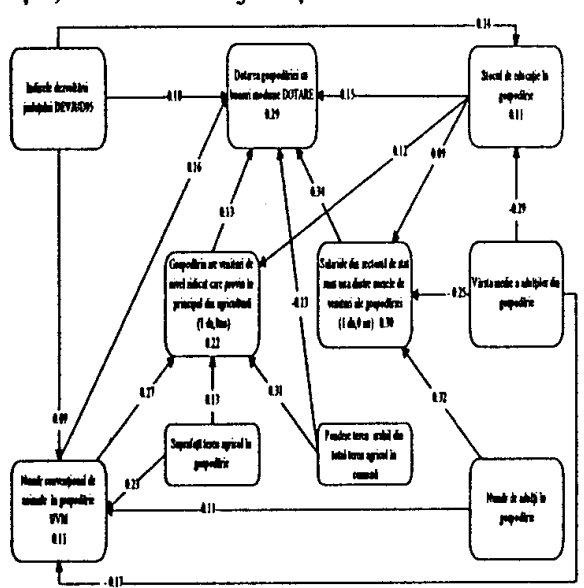 0.14
Indicele dezvoltării
județului DEVJUD95
Dotarea gospodăriei cu
bunuri moderne DOTARE
0.29
Stocul de educație în
gospodărie
0.11
0.10
0.15
0.16
0.12
0.09
0.34
0.13
-0.29
Gospodăria are venituri de
nivel ridicat care provin în
principal din agricultură
(1 da, 0 nu)
0.22
-0.13
Salariile din sectorul de stat
sunt una dintre sursele de
venituri ale gospodăriei
(1 da, 0 nu) 0.30
-0.25
Vârsta medie a adulților din
gospodărie
0.09
0.27
0.13
0.31
0.32
Suprafață teren agricol în
gospodărie
Pondere teren arabil din
total teren agricol în
comună
0.23
Număr convențional de
animale în gospodărie
UVM
0.11
Număr de adulți în
gospodărie
-0.17